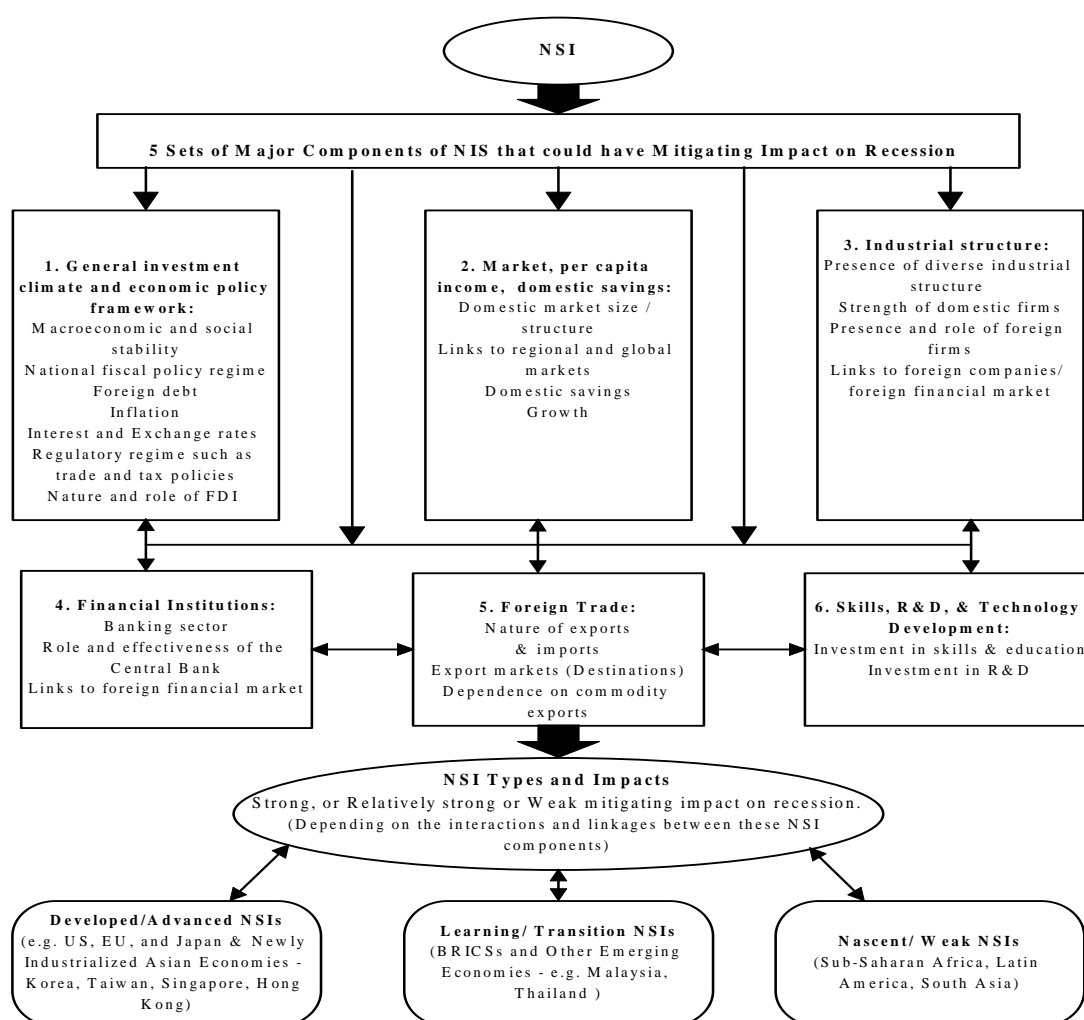 NSI
5 Sets of Major Components of NIS that could have Mitigating Impact on Recession
1. General investment
climate and economic policy
framework:
Macroeconomic and social
stability
National fiscal policy regime
Foreign debt
Inflation
Interest and Exchange rates
Regulatory regime such as
trade and tax policies
Nature and role of FDI
2. Market, per capita
income, domestic savings:
Domestic market size /
structure
Links to regional and global
markets
Domestic savings
Growth
3. Industrial structure:
Presence of diverse industrial
structure
Strength of domestic firms
Presence and role of foreign
firms
Links to foreign companies/
foreign financial market
4. Financial Institutions:
Banking sector
Role and effectiveness of the
Central Bank
Links to foreign financial market
5. Foreign Trade:
Nature of exports
& imports
Export markets (Destinations)
Dependence on commodity
exports
6. Skills, R&D, & Technology
Development:
Investment in skills & education
Investment in R&D
NSI Types and Impacts
Strong, or Relatively strong or Weak mitigating impact on recession.
(Depending on the interactions and linkages between these NSI
components)
Developed/Advanced NSIs
(e.g. US, EU, and Japan & Newly
Industrialized Asian Economies -
Korea, Taiwan, Singapore, Hong
Kong)
Learning/ Transition NSIs
(BRICSs and Other Emerging
Economies - e.g. Malaysia,
Thailand )
Nascent/ Weak NSIs
(Sub-Saharan Africa, Latin
America, South Asia)